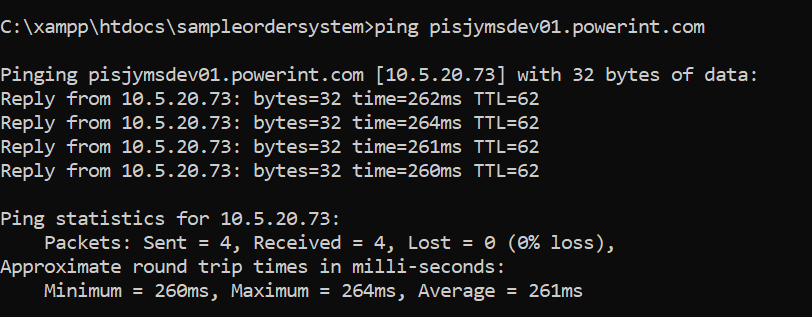 C:\xampp\htdocs\sampleordersystem>ping pisjymsdev01.powerint.com
Pinging pisjymsdev01.powerint.com [10.5.20.73] with 32 bytes of data:
Reply from 10.5.20.73: bytes=32 time=262ms TTL=62
Reply from 10.5.20.73: bytes=32 time=264ms TTL=62
Reply from 10.5.20.73: bytes=32 time=261ms TTL=62
Reply from 10.5.20.73: bytes=32 time=260ms TTL=62
Ping statistics for 10.5.20.73:
    Packets: Sent = 4, Received = 4, Lost = 0 (0% loss),
Approximate round trip times in milli-seconds:
    Minimum = 260ms, Maximum = 264ms, Average = 261ms